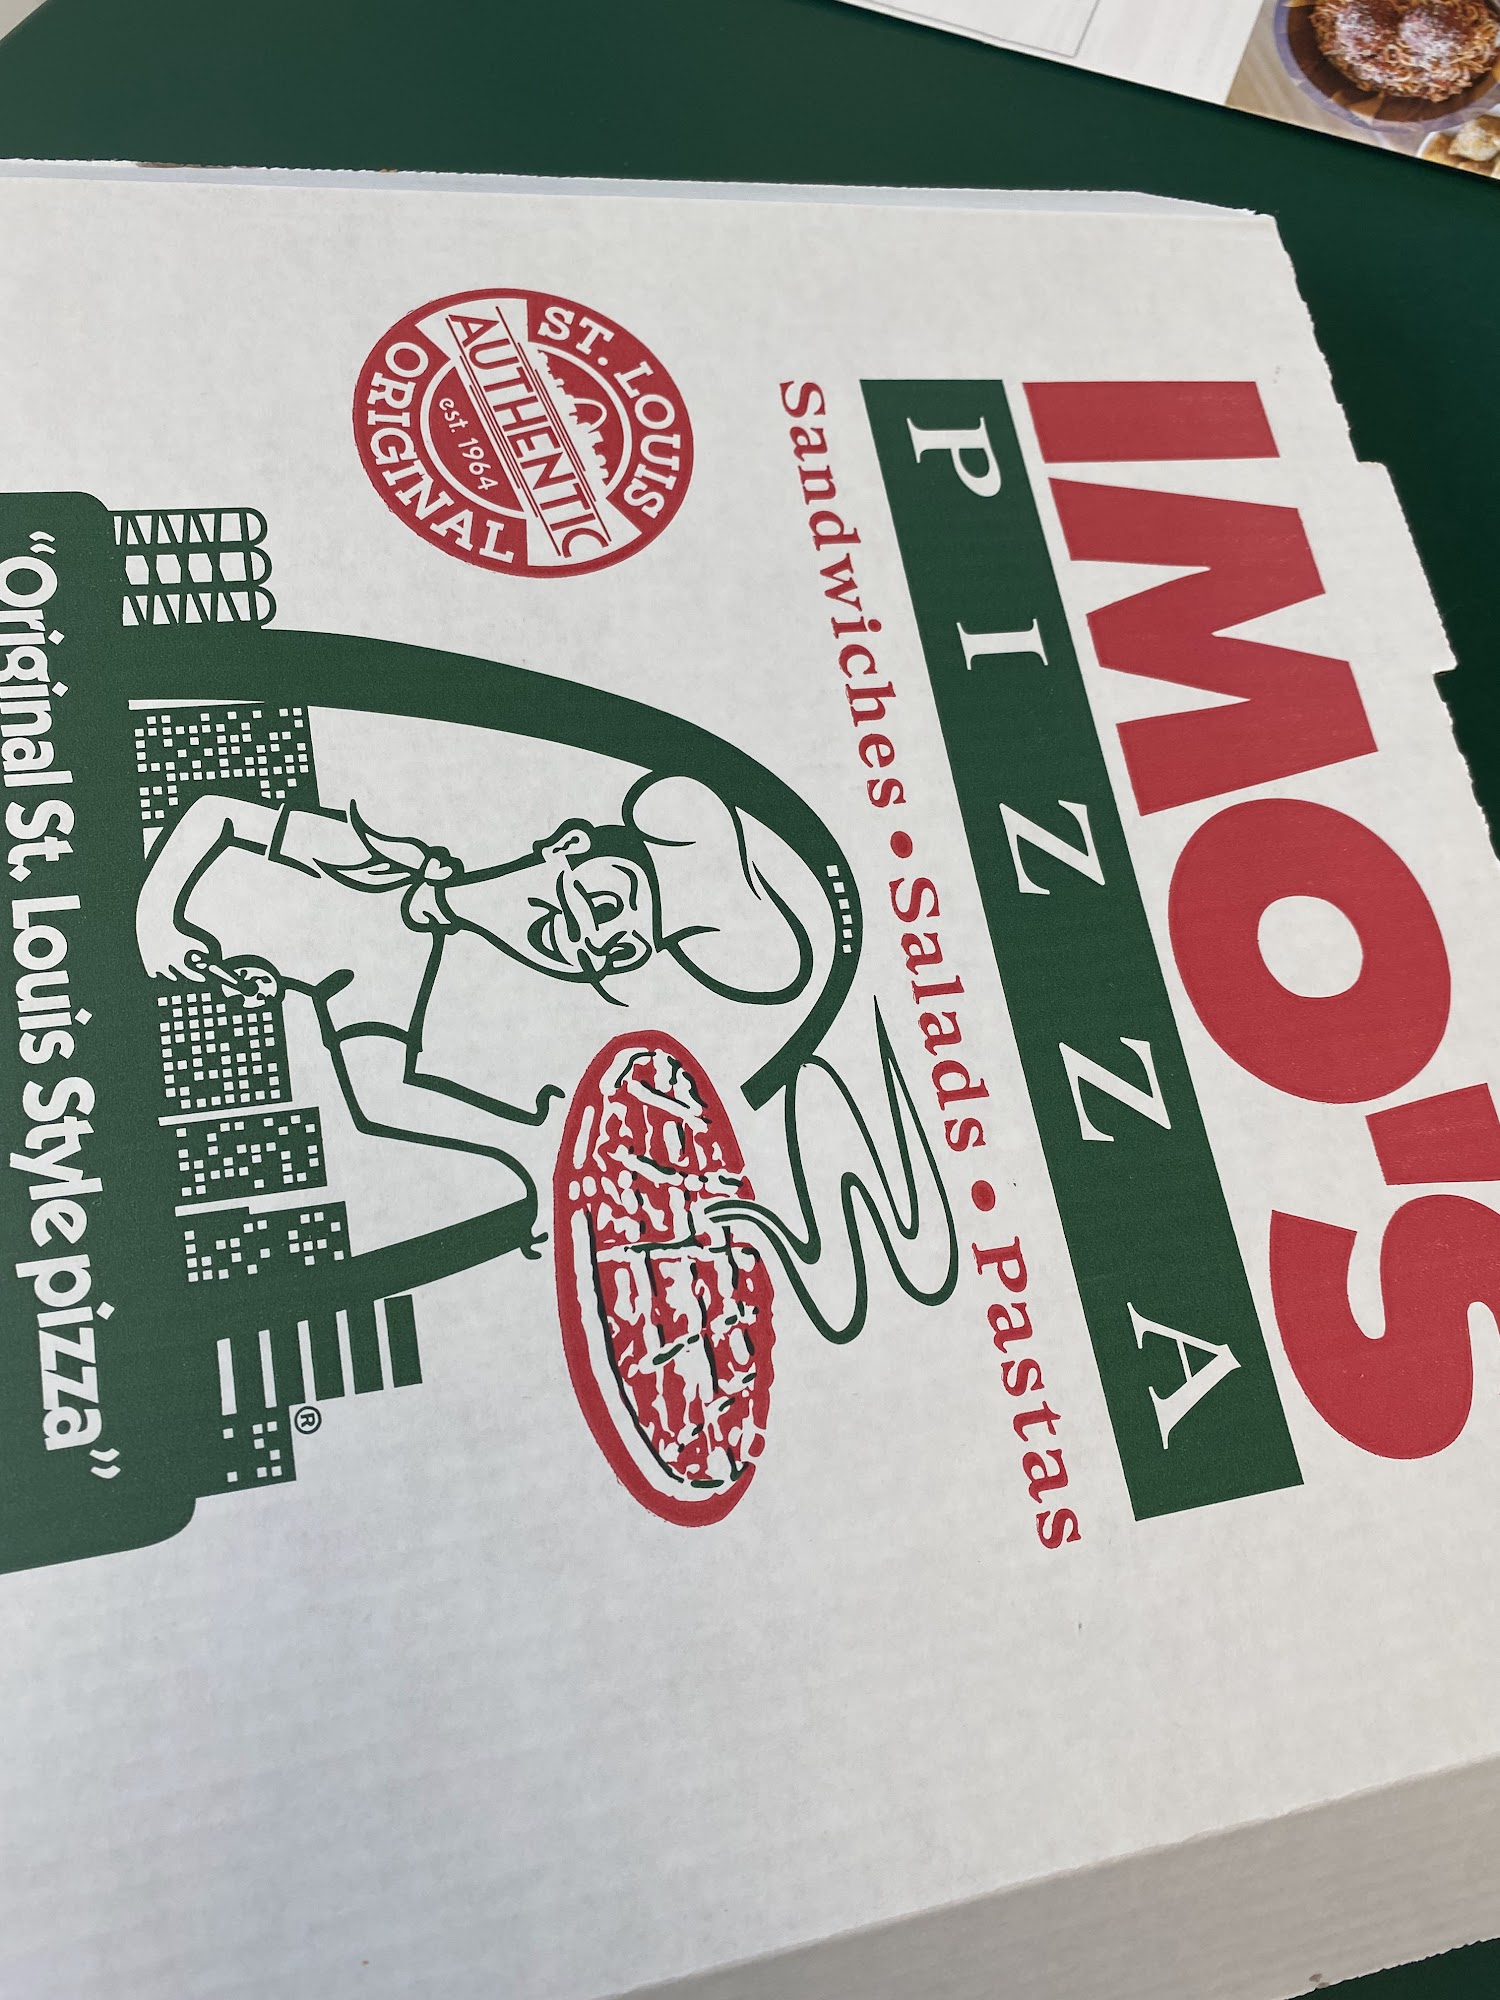 IMO'S
PIZZA
Sandwiches • Salads • Pastas
ST. LOUIS
AUTHENTIC
est. 1964
ORIGINAL
®
“Original St. Louis Style pizza”